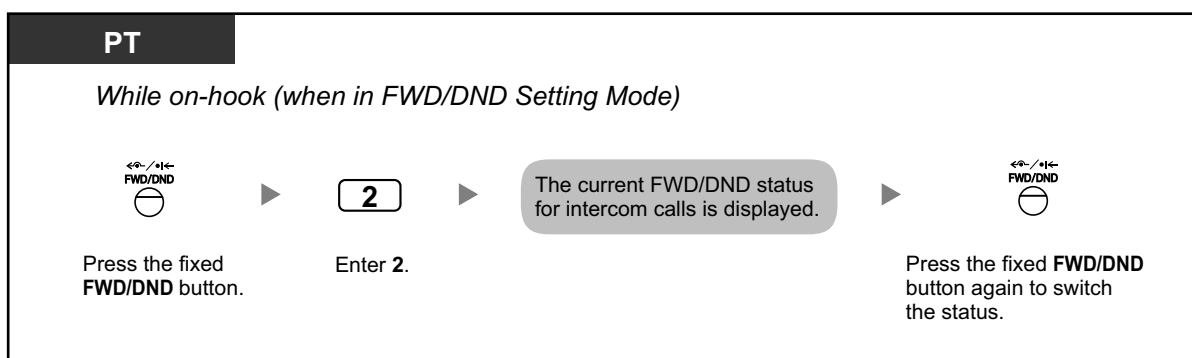 PT
While on-hook (when in FWD/DND Setting Mode)
FWD/DND
2
The current FWD/DND status
for intercom calls is displayed.
FWD/DND
Press the fixed
FWD/DND button.
Enter 2.
Press the fixed FWD/DND
button again to switch
the status.